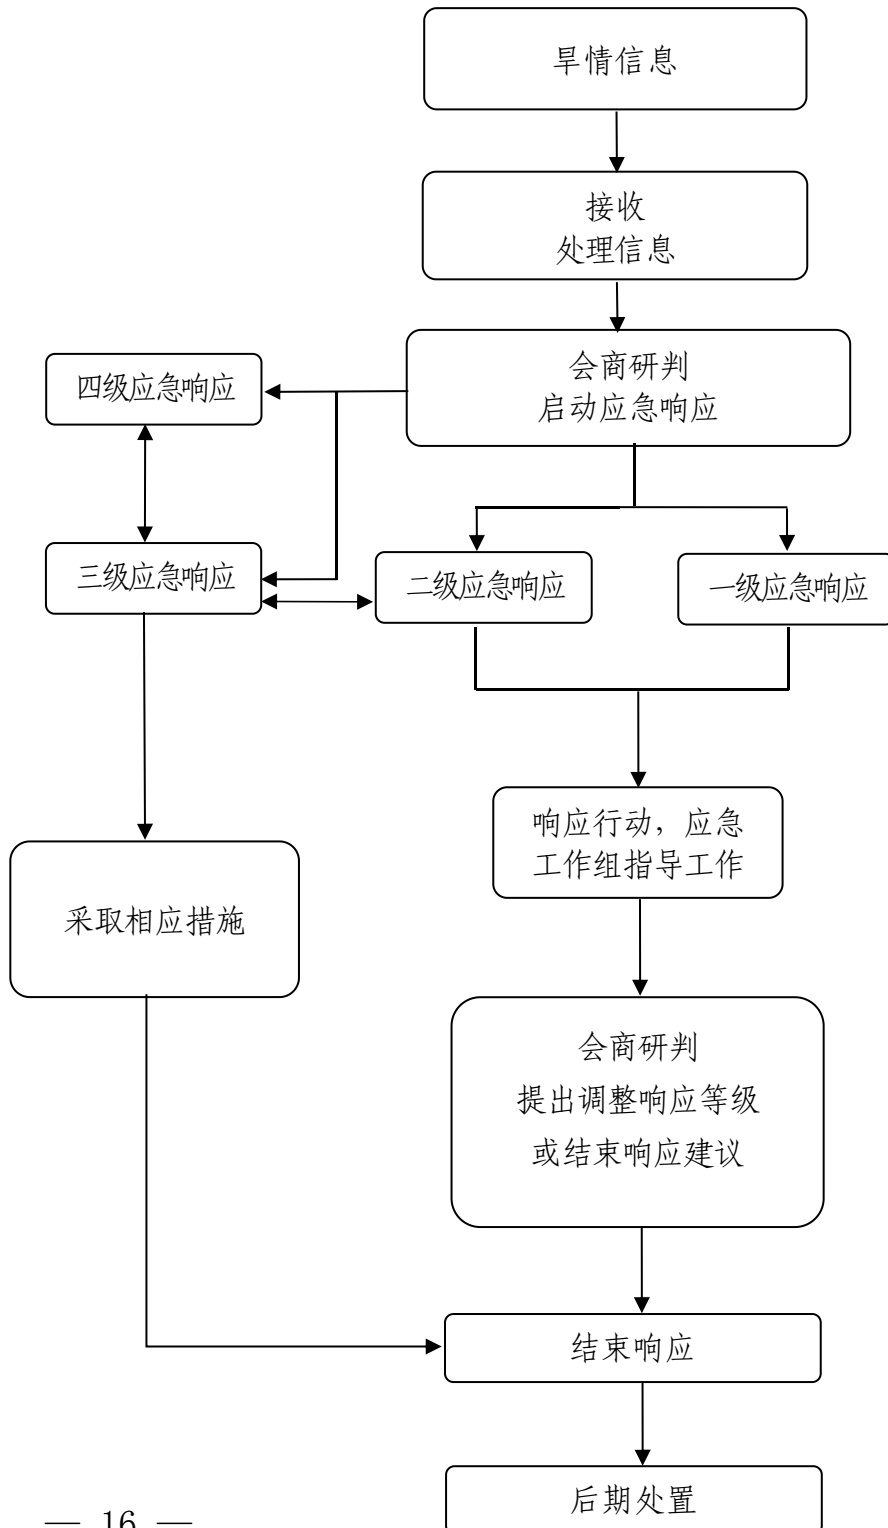 旱情信息
接收
处理信息
会商研判
启动应急响应
四级应急响应
三级应急响应
二级应急响应
一级应急响应
响应行动，应急
工作组指导工作
采取相应措施
会商研判
提出调整响应等级
或结束响应建议
结束响应
后期处置
— 16 —